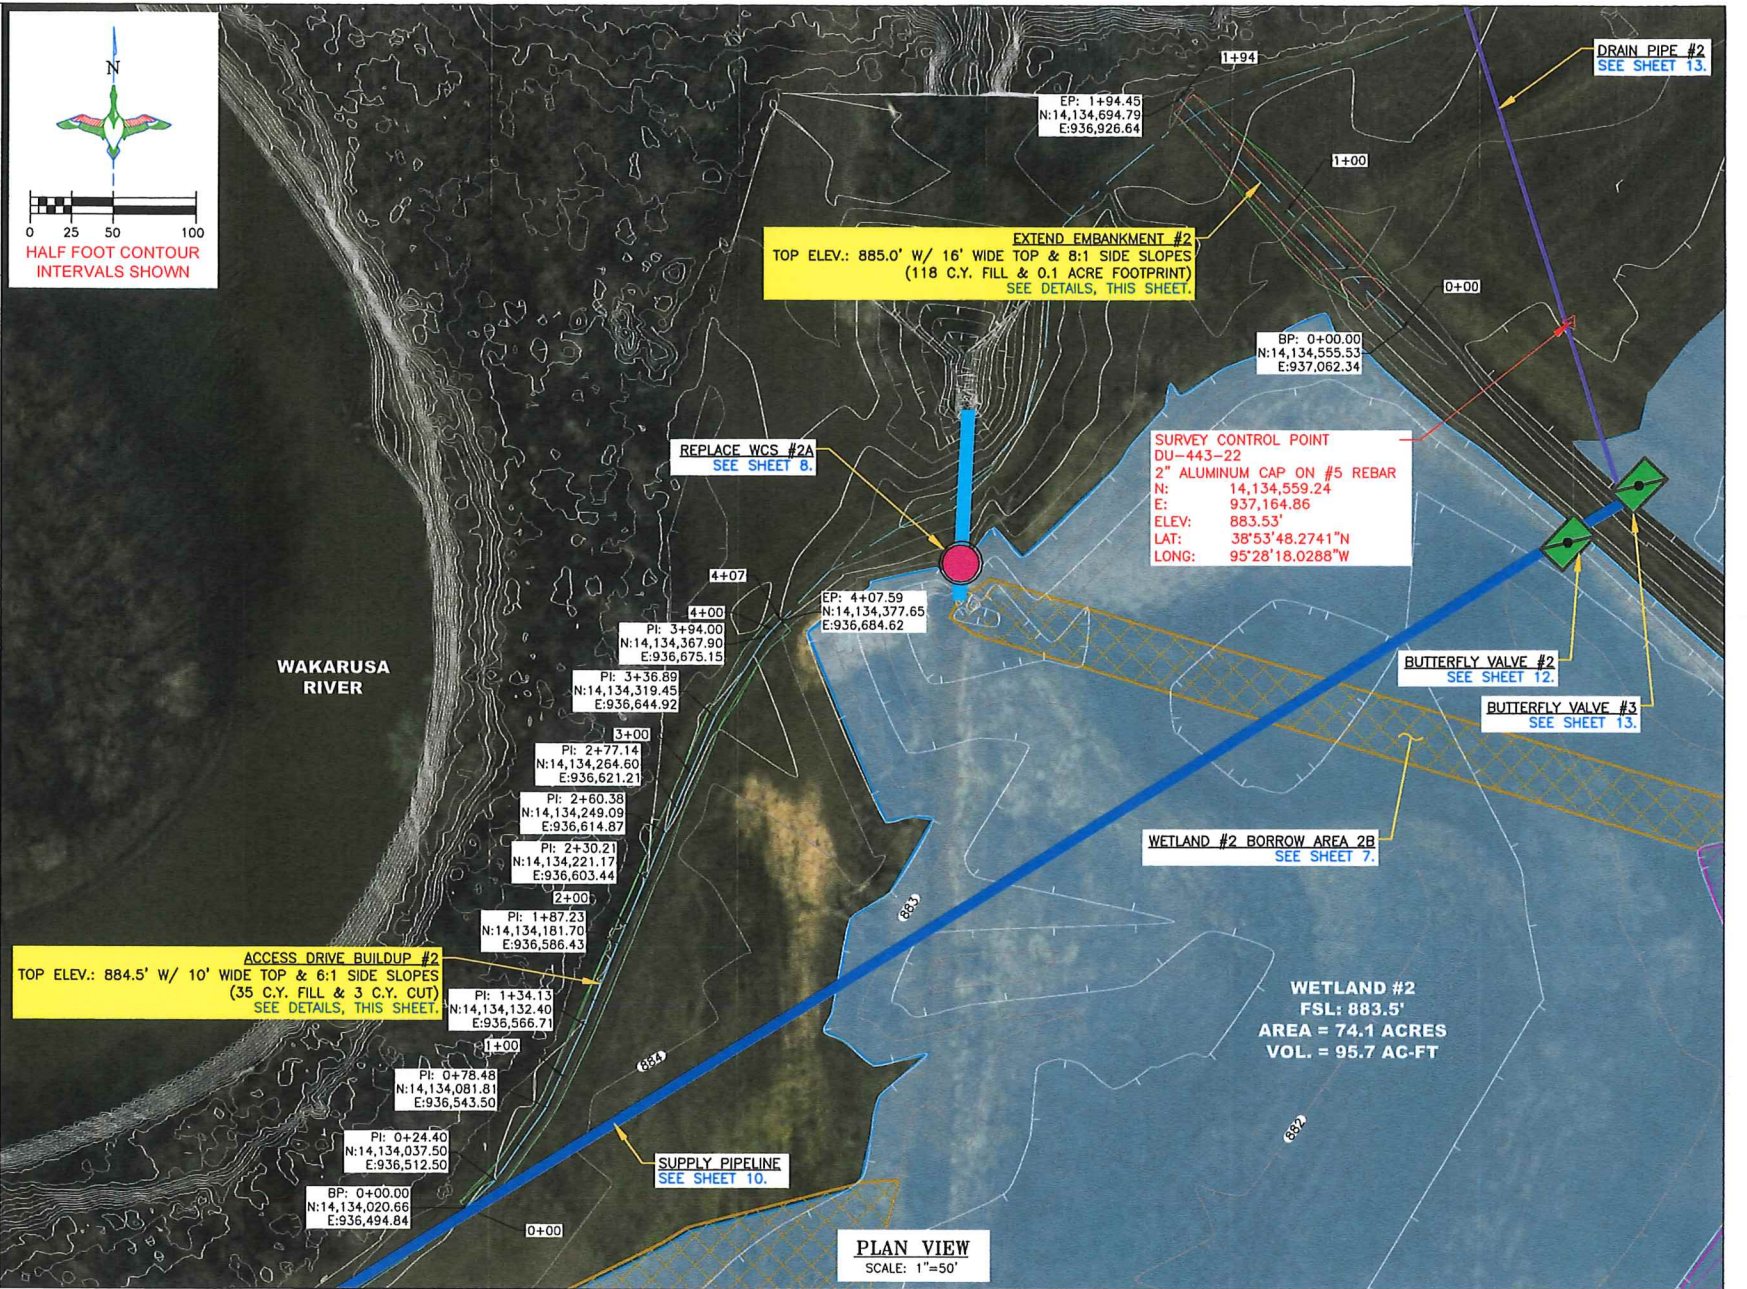 N
0 25 50 100
HALF FOOT CONTOUR
INTERVALS SHOWN
1+94
DRAIN PIPE #2
SEE SHEET 13.
EP: 1+94.45
N:14,134,694.79
E:936,926.64
1+00
EXTEND EMBANKMENT #2
TOP ELEV.: 885.0' W/ 16' WIDE TOP & 8:1 SIDE SLOPES
(118 C.Y. FILL & 0.1 ACRE FOOTPRINT)
SEE DETAILS, THIS SHEET.
0+00
BP: 0+00.00
N:14,134,555.53
E:937,062.34
REPLACE WCS #2A
SEE SHEET 8.
SURVEY CONTROL POINT
DU-443-22
2" ALUMINUM CAP ON #5 REBAR
N: 14,134,559.24
E: 937,164.86
ELEV: 883.53'
LAT: 38°53'48.2741"N
LONG: 95°28'18.0288"W
4+07
4+00
EP: 4+07.59
N:14,134,377.65
E:936,684.62
PI: 3+94.00
N:14,134,367.90
E:936,675.15
WAKARUSA
RIVER
PI: 3+36.89
N:14,134,319.45
E:936,644.92
BUTTERFLY VALVE #2
SEE SHEET 12.
BUTTERFLY VALVE #3
SEE SHEET 13.
3+00
PI: 2+77.14
N:14,134,264.60
E:936,621.21
PI: 2+60.38
N:14,134,249.09
E:936,614.87
PI: 2+30.21
N:14,134,221.17
E:936,603.44
WETLAND #2 BORROW AREA 2B
SEE SHEET 7.
2+00
883
PI: 1+87.23
N:14,134,181.70
E:936,586.43
ACCESS DRIVE BUILDUP #2
TOP ELEV.: 884.5' W/ 10' WIDE TOP & 6:1 SIDE SLOPES
(35 C.Y. FILL & 3 C.Y. CUT)
SEE DETAILS, THIS SHEET.
PI: 1+34.13
N:14,134,132.40
E:936,566.71
WETLAND #2
FSL: 883.5'
AREA = 74.1 ACRES
VOL. = 95.7 AC-FT
1+00
884
PI: 0+78.48
N:14,134,081.81
E:936,543.50
882
PI: 0+24.40
N:14,134,037.50
E:936,512.50
SUPPLY PIPELINE
SEE SHEET 10.
BP: 0+00.00
N:14,134,020.66
E:936,494.84
0+00
PLAN VIEW
SCALE: 1"=50'